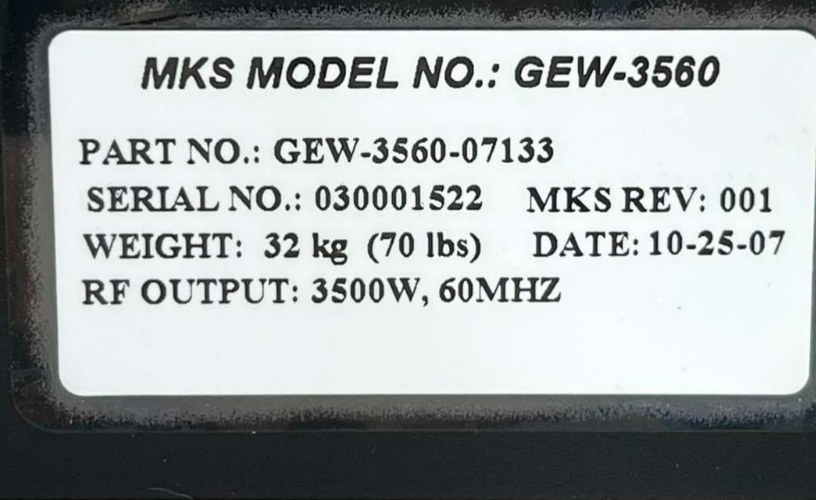 MKS MODEL NO.: GEW-3560
PART NO.: GEW-3560-07133
SERIAL NO.: 030001522 MKS REV: 001
WEIGHT: 32 kg (70 lbs) DATE: 10-25-07
RF OUTPUT: 3500W, 60MHZ